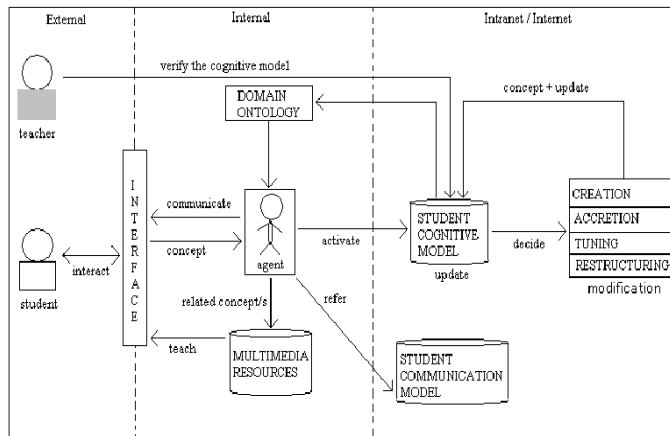 External
Internal
Intranet / Internet
verify the cognitive model
teacher
DOMAIN
ONTOLOGY
concept + update
I
N
T
E
R
F
A
C
E
communicate
concept
agent
activate
STUDENT
COGNITIVE
MODEL
update
decide
CREATION
ACCRETION
TUNING
RESTRUCTURING
modification
interact
student
related concept/s
refer
teach
MULTIMEDIA
RESOURCES
STUDENT
COMMUNICATION
MODEL